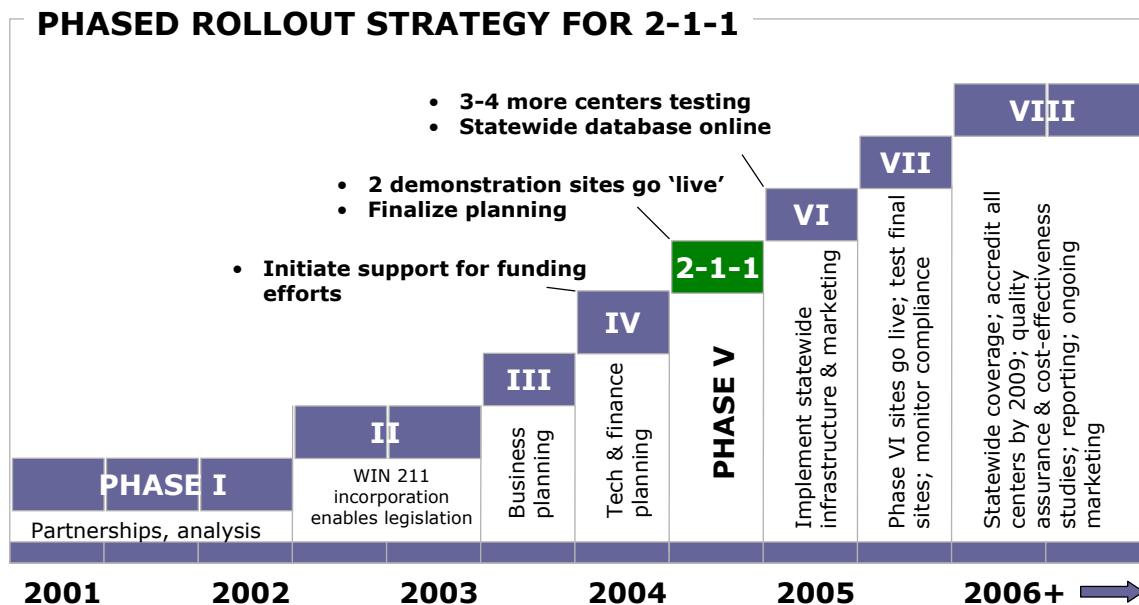 PHASED ROLLOUT STRATEGY FOR 2-1-1
• 3-4 more centers testing
• Statewide database online
• 2 demonstration sites go ‘live’
• Finalize planning
• Initiate support for funding
efforts
PHASE I
Partnerships, analysis
II
WIN 211
incorporation
enables legislation
III
Business
planning
IV
Tech & finance
planning
2-1-1
PHASE V
VI
Implement statewide
infrastructure & marketing
VII
Phase VI sites go live; test final
sites; monitor compliance
VIII
Statewide coverage; accredit all
centers by 2009; quality
assurance & cost-effectiveness
studies; reporting; ongoing
marketing
2001 2002 2003 2004 2005 2006+